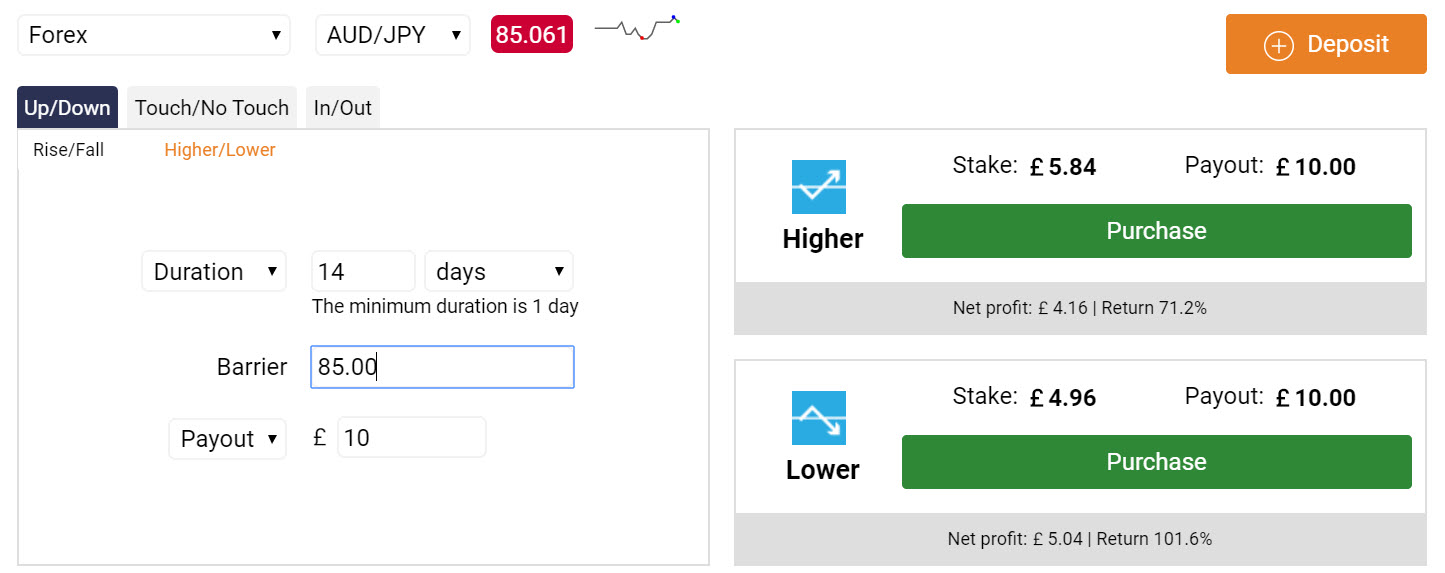 Forex AUD/JPY 85.061 Deposit
Up/Down Touch/No Touch In/Out
Rise/Fall Higher/Lower
Duration 14 days
The minimum duration is 1 day
Barrier 85.00
Payout £ 10
Stake: £ 5.84 Payout: £ 10.00
Higher Purchase
Net profit: £ 4.16 | Return 71.2%
Stake: £ 4.96 Payout: £ 10.00
Lower Purchase
Net profit: £ 5.04 | Return 101.6%